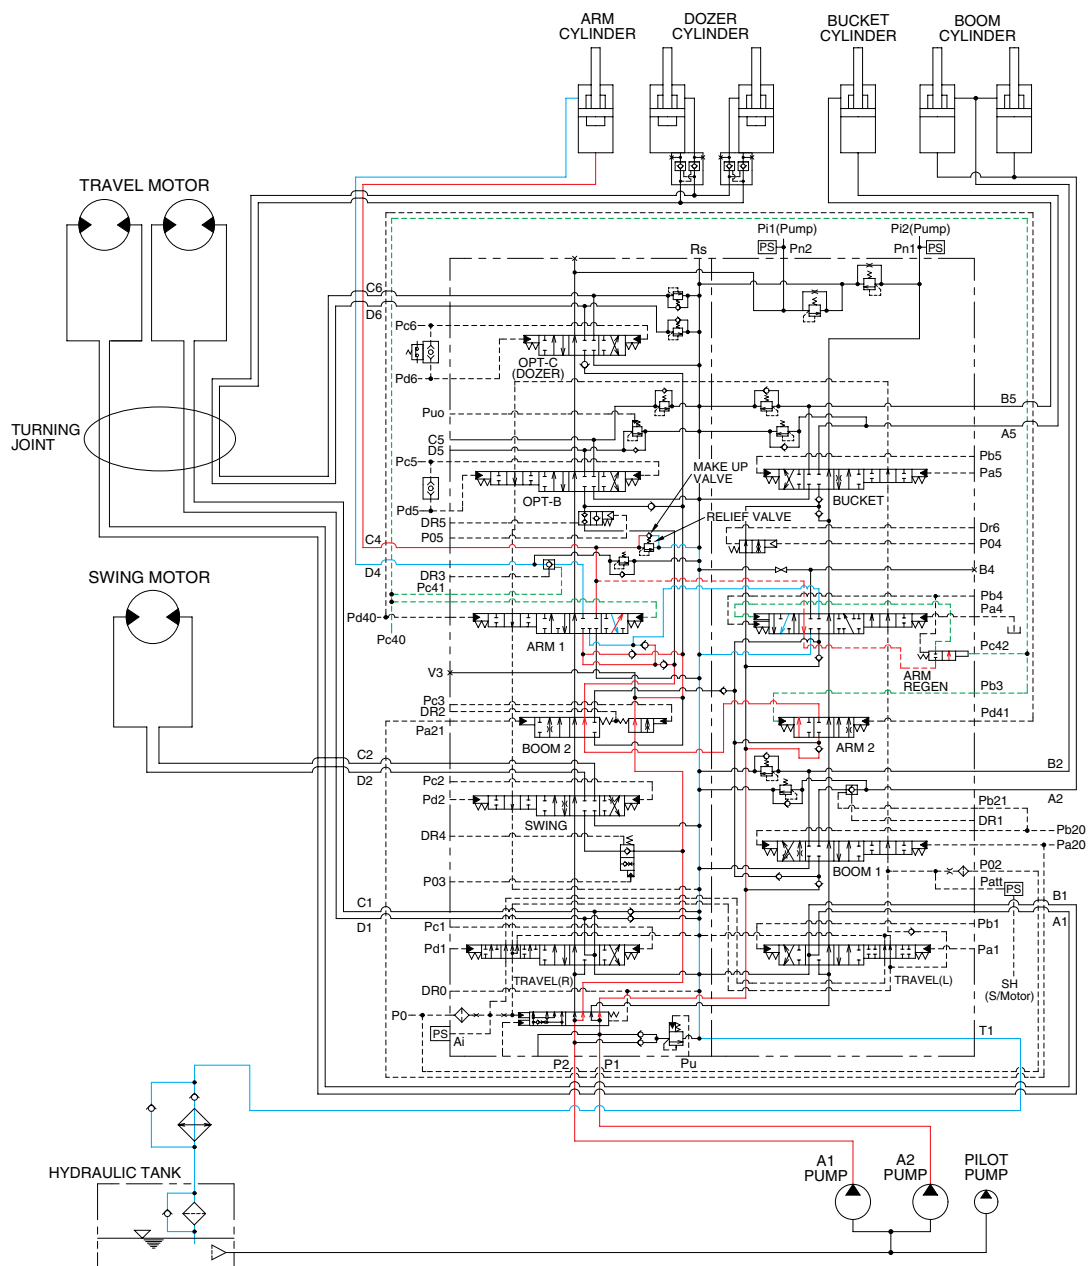 ARM
CYLINDER
DOZER
CYLINDER
BUCKET
CYLINDER
BOOM
CYLINDER
TRAVEL MOTOR
TURNING
JOINT
SWING MOTOR
Pi1(Pump)
PS
Pn2
Pi2(Pump)
Pn1
PS
Rs
C6
D6
Pc6
Pd6
OPT-C
(DOZER)
Puo
C5
D5
Pc5
Pd5
OPT-B
B5
A5
Pb5
Pa5
BUCKET
MAKE UP
VALVE
RELIEF VALVE
DR5
P05
C4
D4
DR3
Pc41
Pd40
Pc40
ARM 1
Dr6
P04
B4
Pb4
Pa4
Pc42
ARM
REGEN
V3
Pc3
DR2
Pa21
BOOM 2
Pb3
Pd41
ARM 2
C2
D2
Pc2
Pd2
SWING
B2
A2
Pb21
DR1
Pb20
Pa20
BOOM 1
DR4
P03
P02
Patt
PS
C1
D1
Pc1
Pd1
TRAVEL(R)
B1
A1
Pb1
Pa1
TRAVEL(L)
SH
(S/Motor)
DR0
P0
PS
Ai
P2
P1
Pu
T1
HYDRAULIC TANK
A1
PUMP
A2
PUMP
PILOT
PUMP